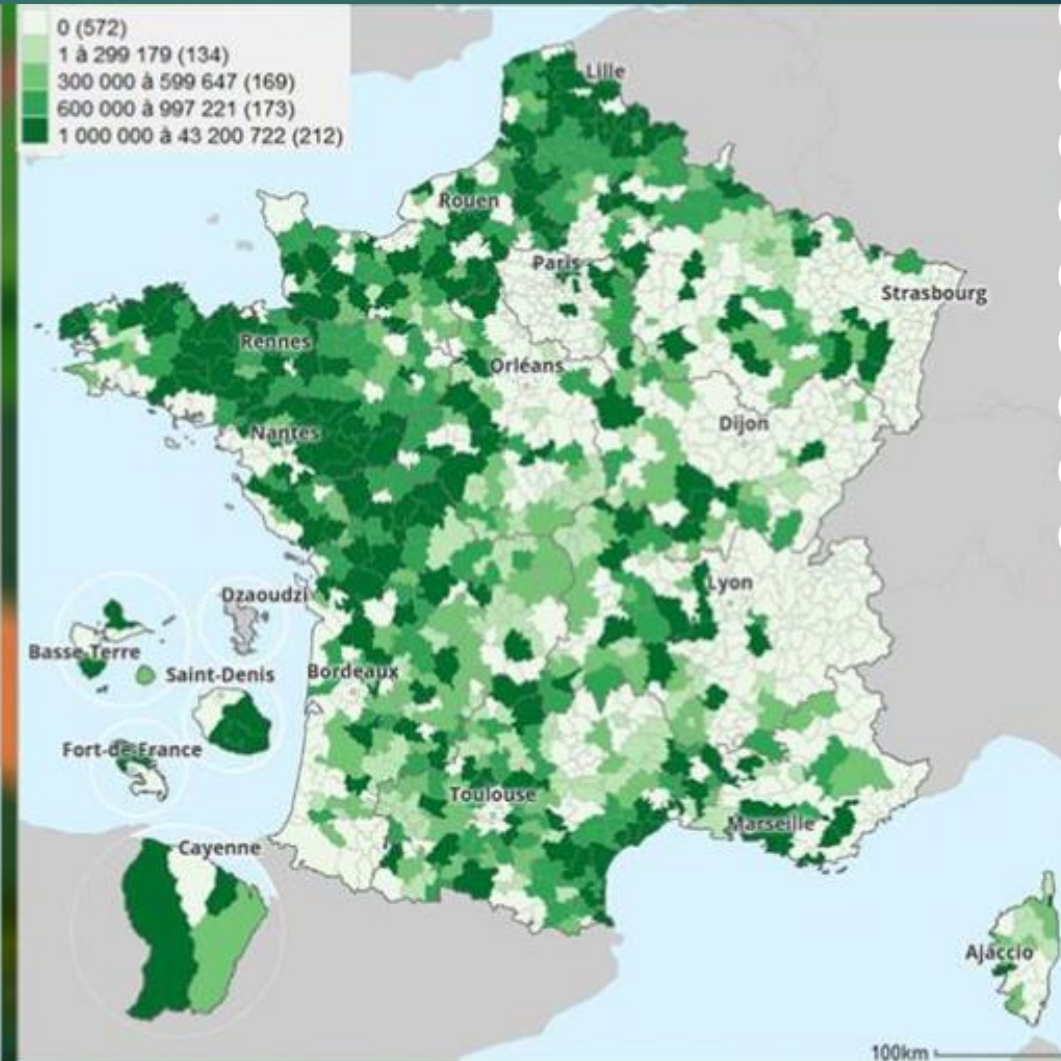 0 (572)
1 à 299 179 (134)
300 000 à 599 647 (169)
600 000 à 997 221 (173)
1 000 000 à 43 200 722 (212)
Lille
Rouen
Paris
Strasbourg
Rennes
Orléans
Dijon
Nantes
Lyon
Dzaoudzi
Basse-Terre
Saint-Denis
Bordeaux
Fort-de-France
Toulouse
Marseille
Cayenne
Ajaccio
100km